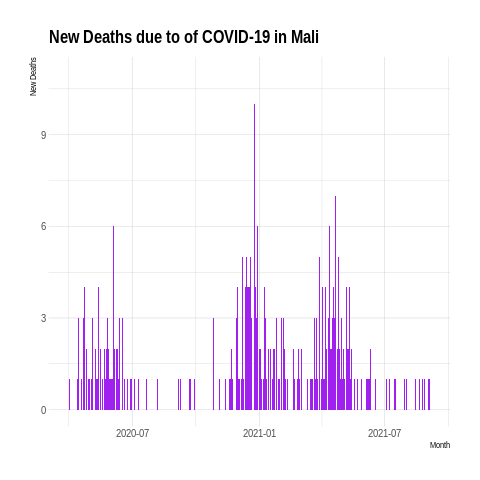 New Deaths due to of COVID-19 in Mali
New Deaths
9
6
3
0
2020-07
2021-01
2021-07
Month